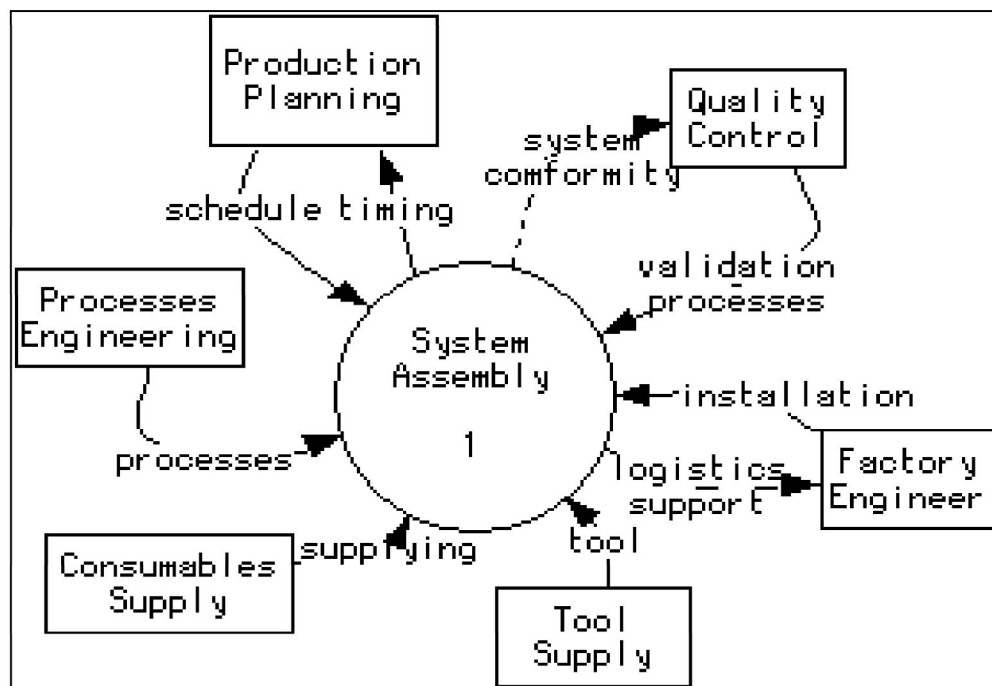 Production
Planning
Quality
Control
system
comformity
schedule timing
validation
processes
Processes
Engineering
System
Assembly
1
installation
processes
logistics
support
Factory
Engineer
supplying
tool
Consumables
Supply
Tool
Supply